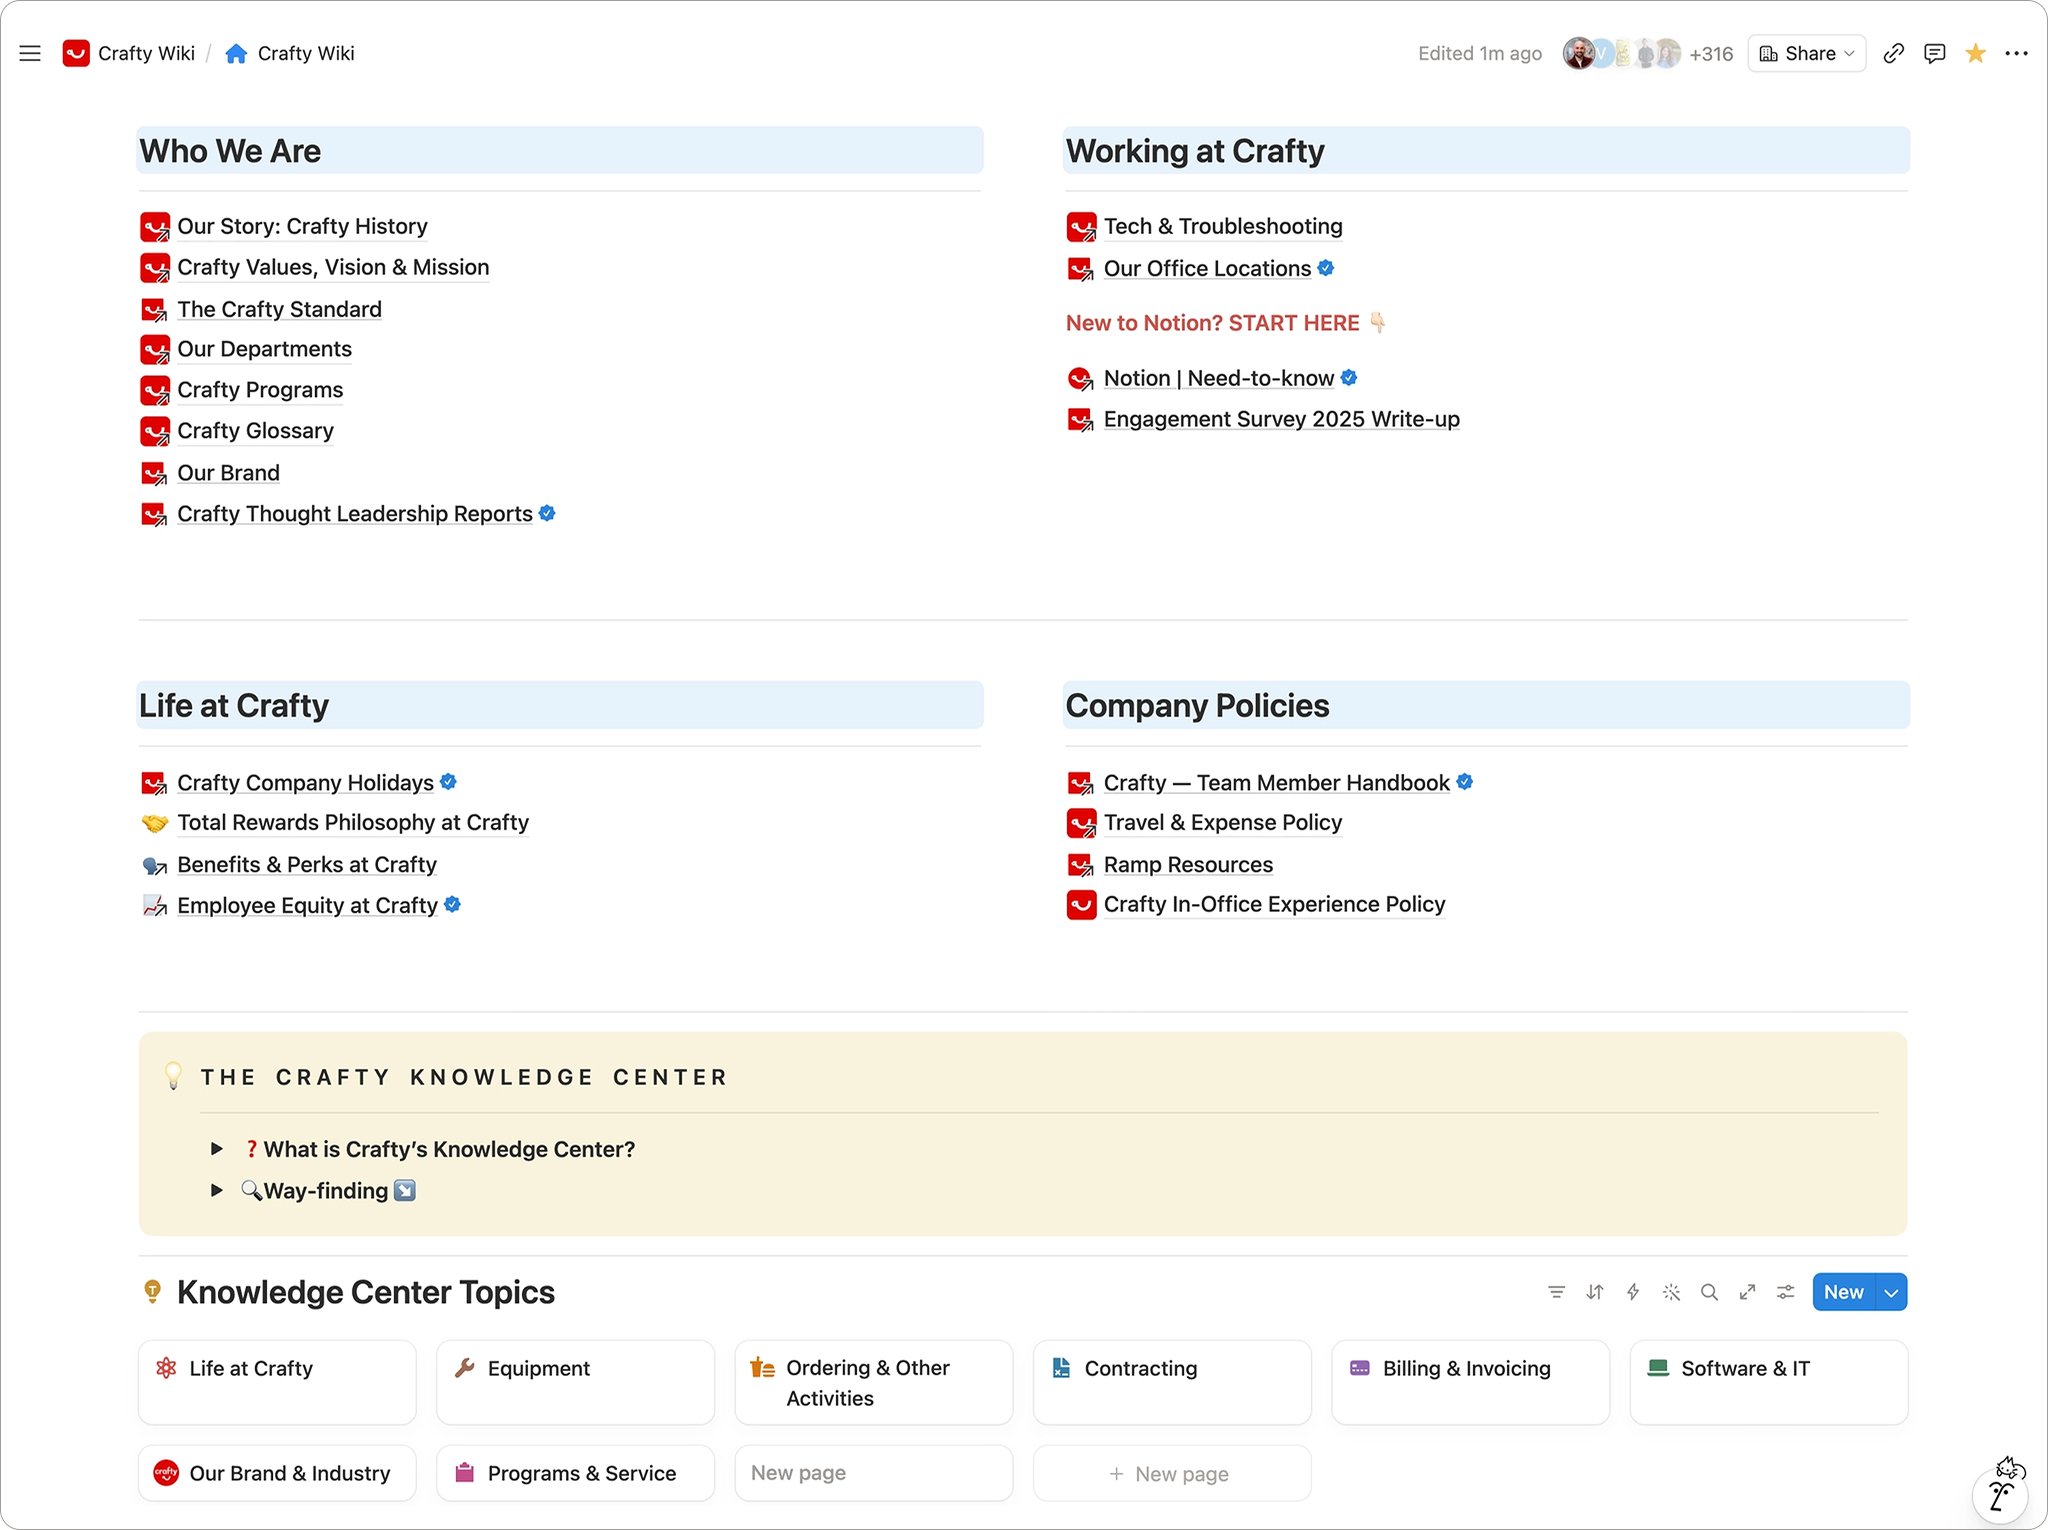 Crafty Wiki / Crafty Wiki
Edited 1m ago
V
+316
Share
Who We Are
Our Story: Crafty History
Crafty Values, Vision & Mission
The Crafty Standard
Our Departments
Crafty Programs
Crafty Glossary
Our Brand
Crafty Thought Leadership Reports
Working at Crafty
Tech & Troubleshooting
Our Office Locations
New to Notion? START HERE 👇🏻
Notion | Need-to-know
Engagement Survey 2025 Write-up
Life at Crafty
Crafty Company Holidays
Total Rewards Philosophy at Crafty
Benefits & Perks at Crafty
Employee Equity at Crafty
Company Policies
Crafty — Team Member Handbook
Travel & Expense Policy
Ramp Resources
Crafty In-Office Experience Policy
THE CRAFTY KNOWLEDGE CENTER
❓What is Crafty’s Knowledge Center?
🔍Way-finding ↘️
Knowledge Center Topics
New
Life at Crafty
Equipment
Ordering & Other
Activities
Contracting
Billing & Invoicing
Software & IT
crafty
Our Brand & Industry
Programs & Service
New page
+ New page